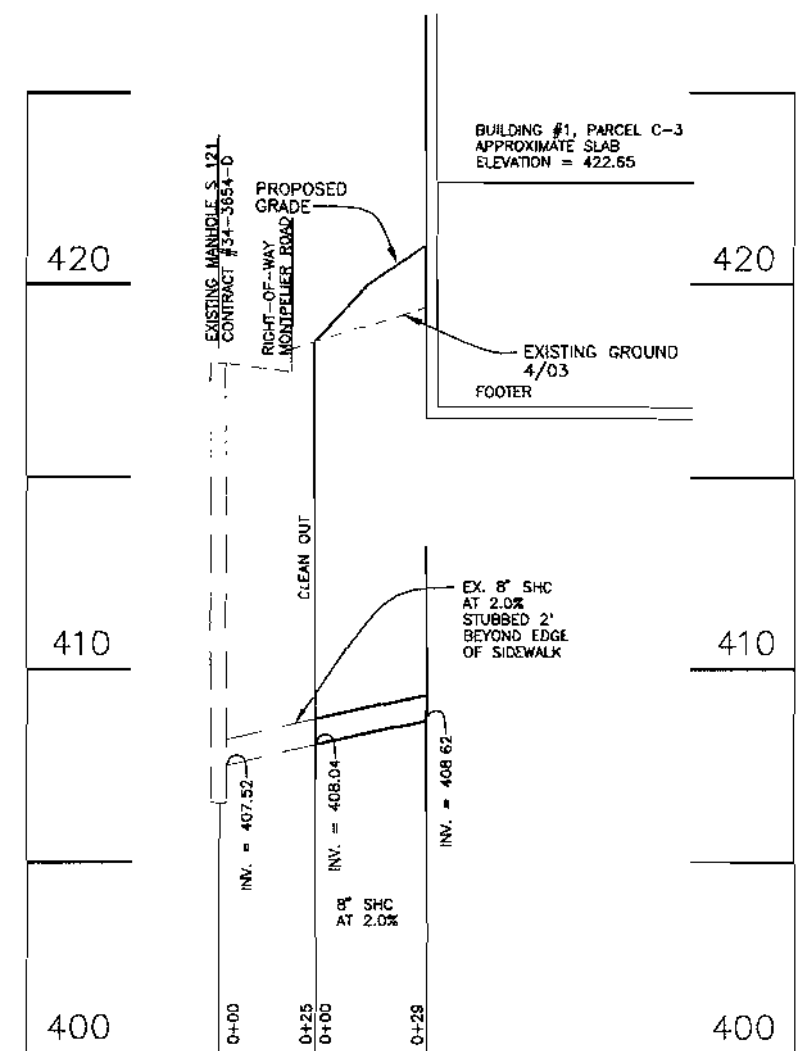 BUILDING #1, PARCEL C-3
APPROXIMATE SLAB
ELEVATION = 422.65
EXISTING MANHOLE S 121
CONTRACT #34-3654-D
PROPOSED
GRADE
RIGHT-OF-WAY
MONTPELIER ROAD
420
420
EXISTING GROUND
4/03
FOOTER
CLEAN OUT
EX. 8" SHC
AT 2.0%
STUBBED 2'
BEYOND EDGE
OF SIDEWALK
410
410
INV. = 407.52
INV. = 408.04
INV. = 408.62
8" SHC
AT 2.0%
400
0+00
0+25
0+00
0+29
400